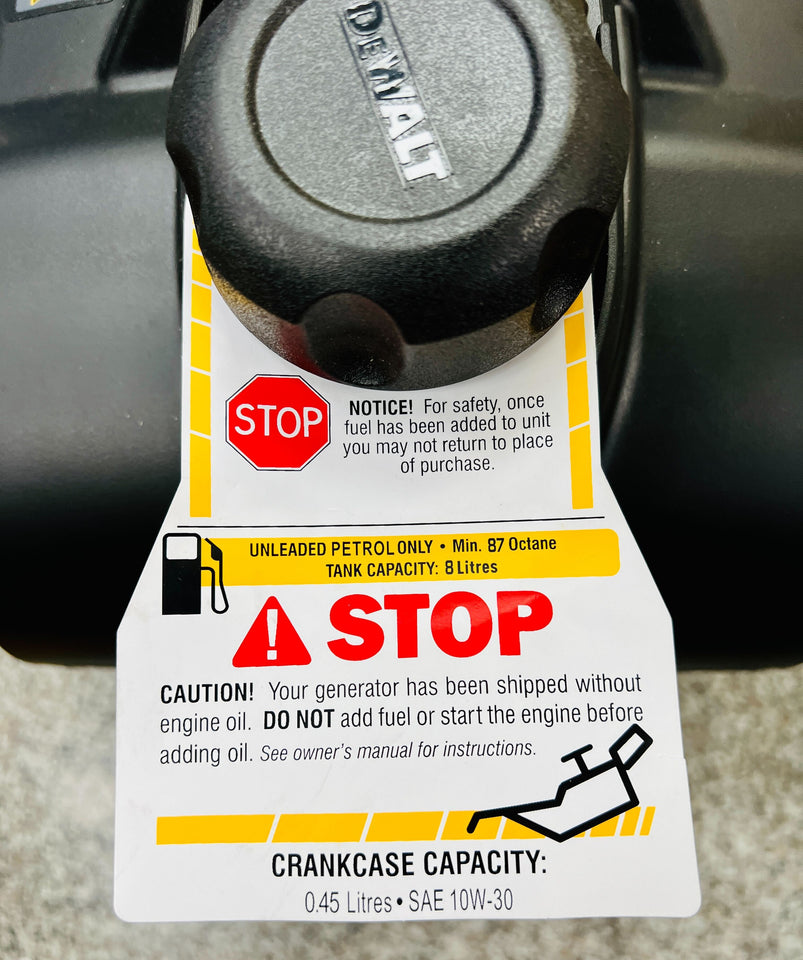 DEWALT
STOP
NOTICE! For safety, once
fuel has been added to unit
you may not return to place
of purchase.
UNLEADED PETROL ONLY • Min. 87 Octane
TANK CAPACITY: 8 Litres
! STOP
CAUTION! Your generator has been shipped without
engine oil. DO NOT add fuel or start the engine before
adding oil. See owner's manual for instructions.
CRANKCASE CAPACITY:
0.45 Litres • SAE 10W-30